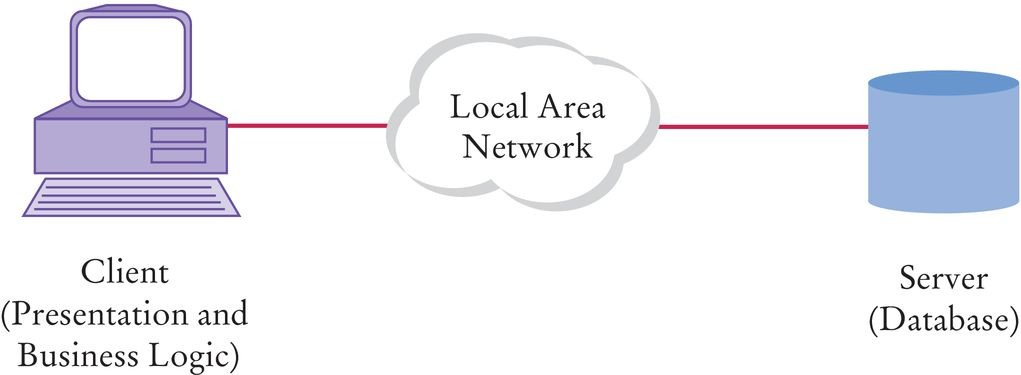 Local Area
Network
Client
(Presentation and
Business Logic)
Server
(Database)